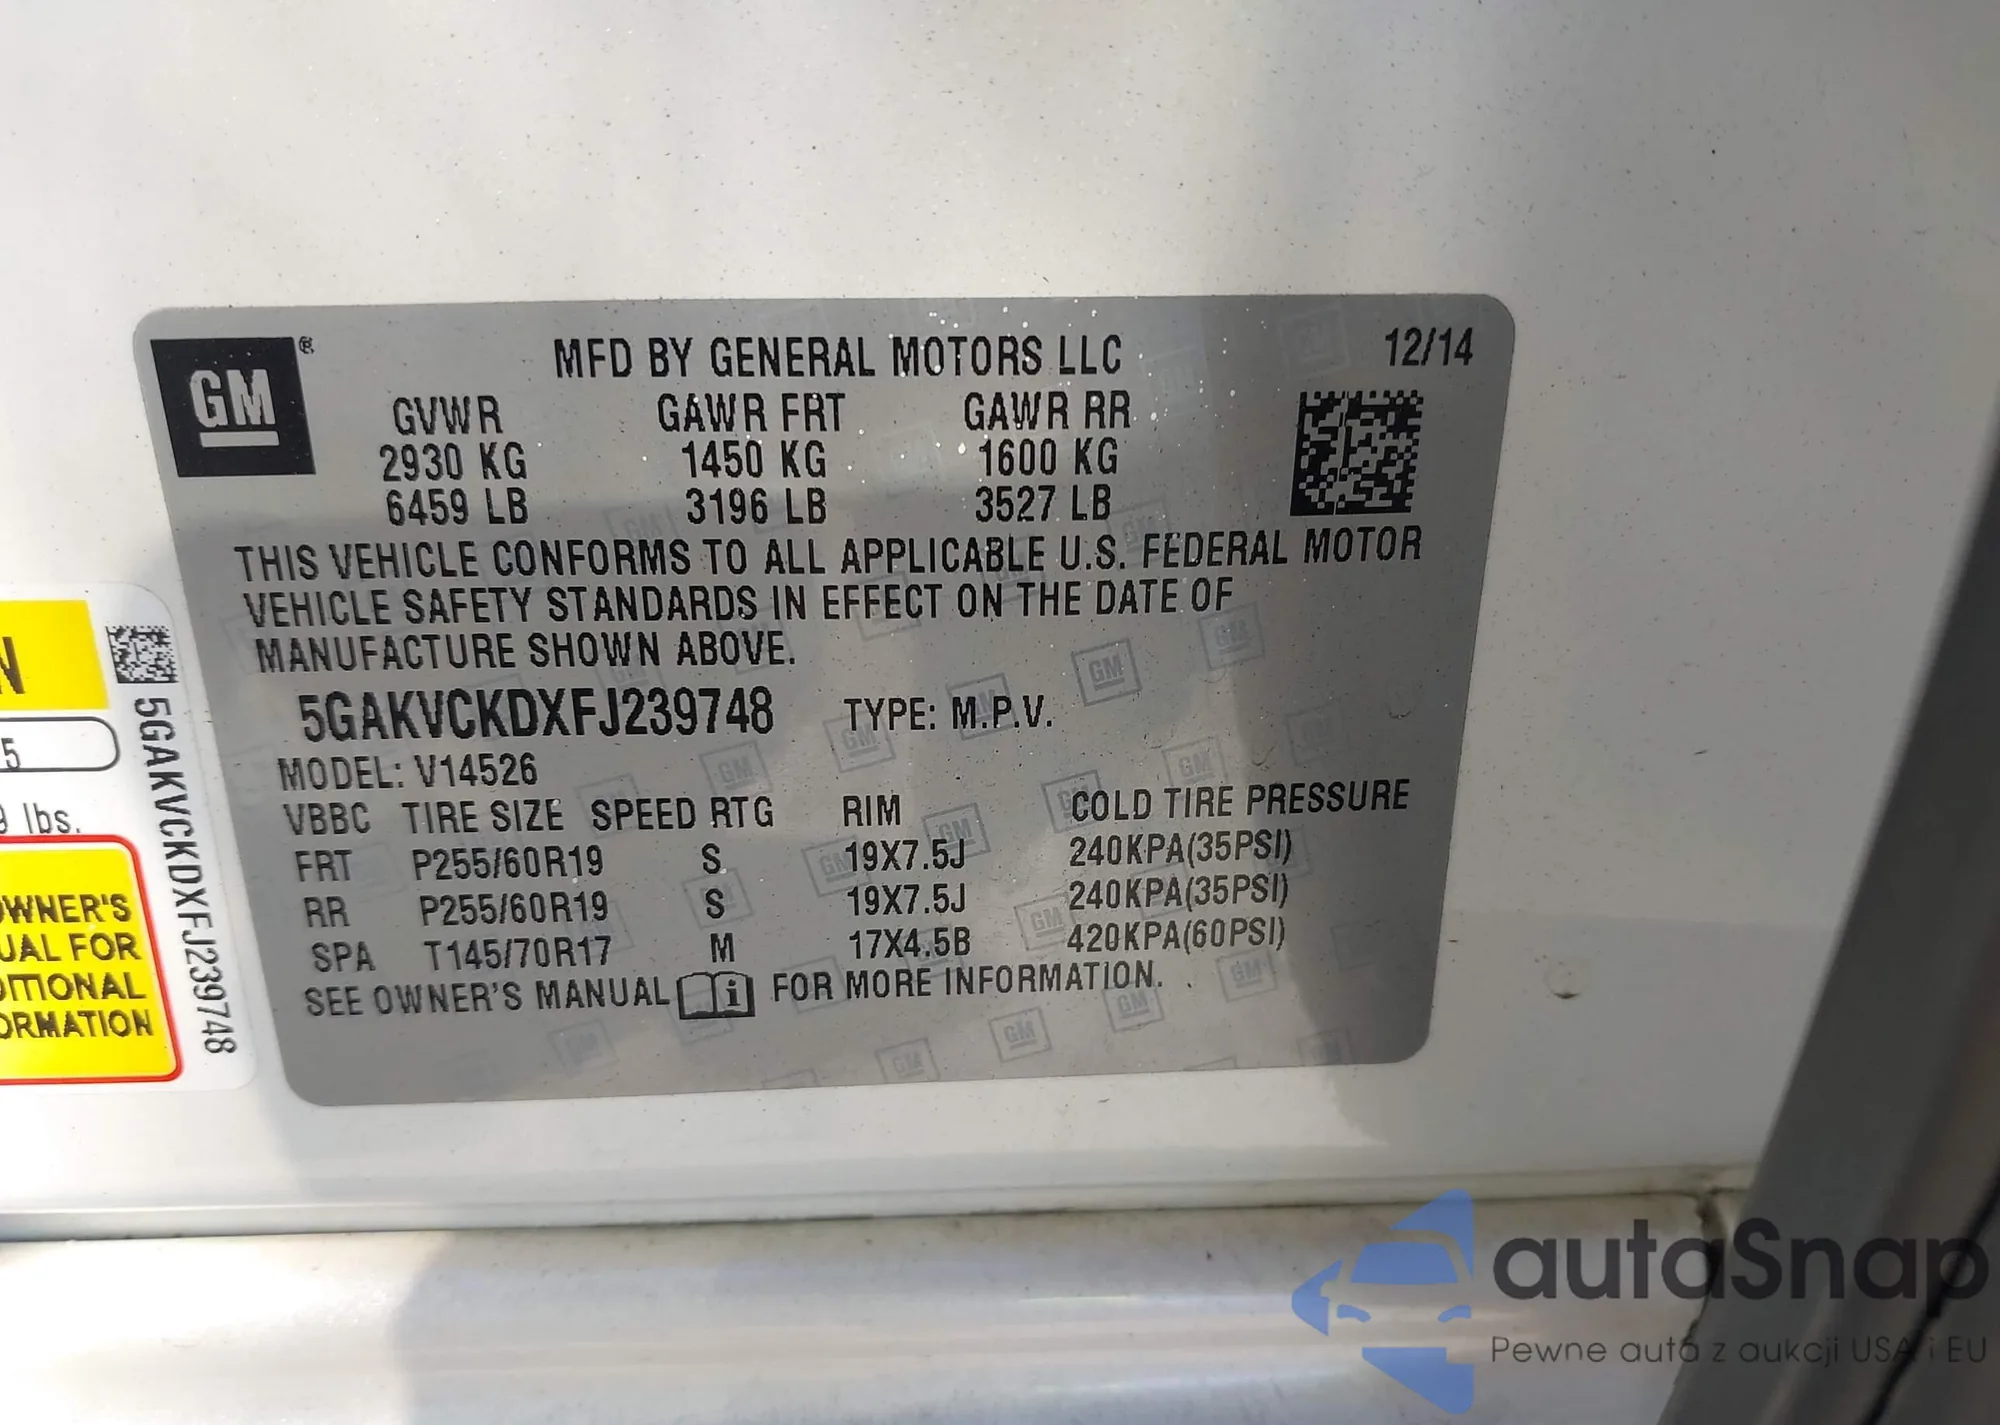 GM ®
MFD BY GENERAL MOTORS LLC 12/14
GVWR GAWR FRT GAWR RR
2930 KG 1450 KG 1600 KG
6459 LB 3196 LB 3527 LB
THIS VEHICLE CONFORMS TO ALL APPLICABLE U.S. FEDERAL MOTOR
VEHICLE SAFETY STANDARDS IN EFFECT ON THE DATE OF
MANUFACTURE SHOWN ABOVE.
5GAKVCKDXFJ239748 TYPE: M.P.V.
MODEL: V14526
VBBC TIRE SIZE SPEED RTG RIM COLD TIRE PRESSURE
FRT P255/60R19 S 19X7.5J 240KPA(35PSI)
RR P255/60R19 S 19X7.5J 240KPA(35PSI)
SPA T145/70R17 M 17X4.5B 420KPA(60PSI)
SEE OWNER'S MANUAL i FOR MORE INFORMATION.
N
5
lbs.
OWNER'S
UAL FOR
DITIONAL
ORMATION
5GAKVCKDXFJ239748
autaSnap
Pewne auta z aukcji USA i EU